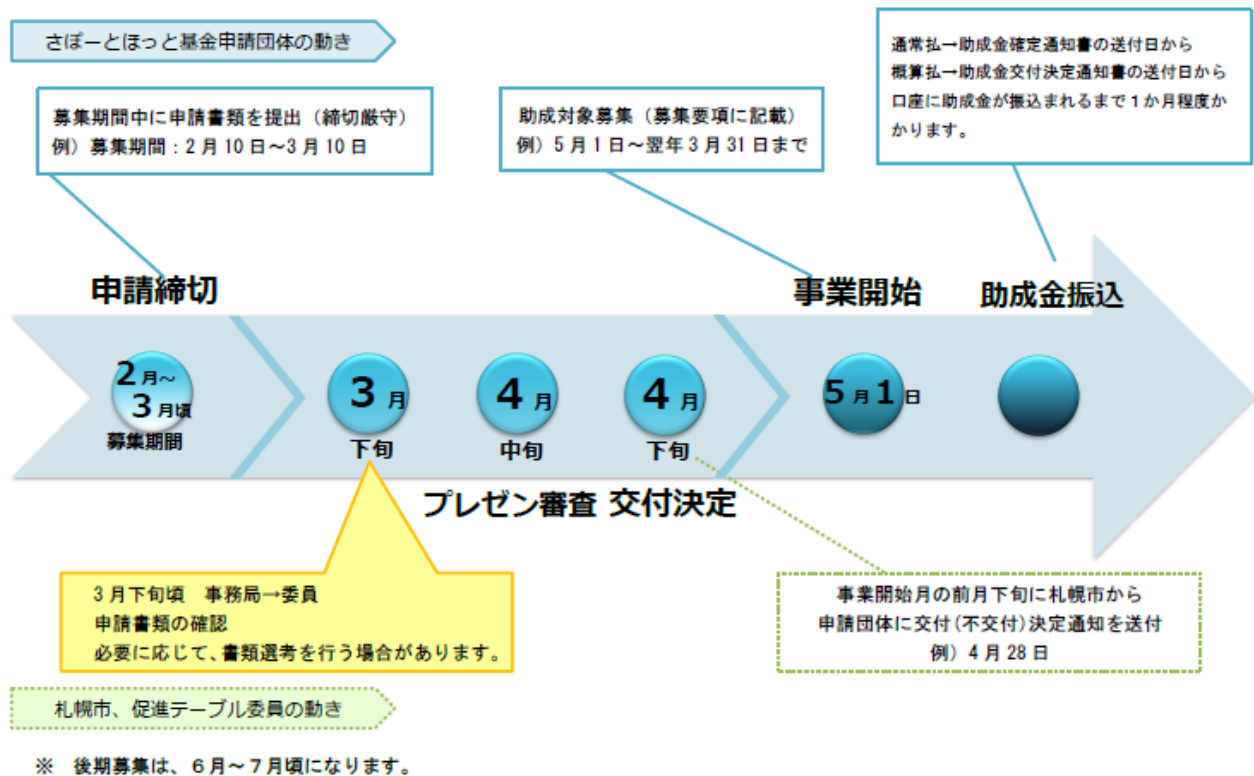 さぽーとほっと基金申請団体の動き
通常払→助成金確定通知書の送付日から
概算払→助成金交付決定通知書の送付日から
口座に助成金が振込まれるまで1か月程度か
かります。
募集期間中に申請書類を提出（締切厳守）
例）募集期間：2月10日～3月10日
助成対象募集（募集要項に記載）
例）5月1日～翌年3月31日まで
申請締切
事業開始
助成金振込
2月～
3月頃
募集期間
3月
下旬
4月
中旬
4月
下旬
5月1日
プレゼン審査 交付決定
3月下旬頃　事務局→委員
申請書類の確認
必要に応じて、書類選考を行う場合があります。
事業開始月の前月下旬に札幌市から
申請団体に交付(不交付)決定通知を送付
例）4月28日
札幌市、促進テーブル委員の動き
※　後期募集は、6月～7月頃になります。